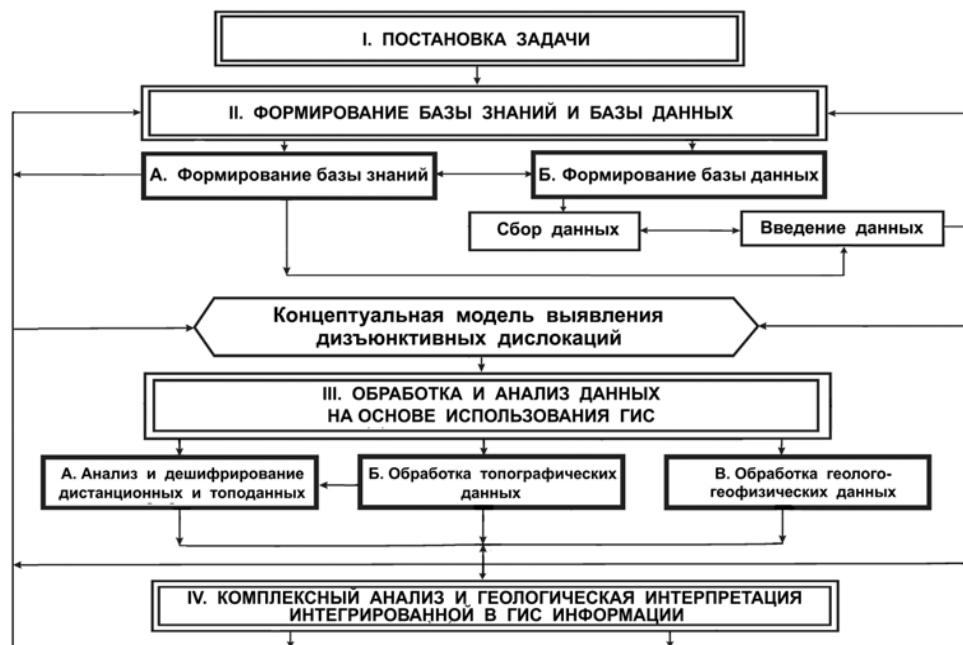 I. ПОСТАНОВКА ЗАДАЧИ
II. ФОРМИРОВАНИЕ БАЗЫ ЗНАНИЙ И БАЗЫ ДАННЫХ
А. Формирование базы знаний
Б. Формирование базы данных
Сбор данных
Введение данных
Концептуальная модель выявления
дизъюнктивных дислокаций
III. ОБРАБОТКА И АНАЛИЗ ДАННЫХ
НА ОСНОВЕ ИСПОЛЬЗОВАНИЯ ГИС
А. Анализ и дешифрирование
дистанционных и топоданных
Б. Обработка топографических
данных
В. Обработка геолого-
геофизических данных
IV. КОМПЛЕКСНЫЙ АНАЛИЗ И ГЕОЛОГИЧЕСКАЯ ИНТЕРПРЕТАЦИЯ
ИНТЕГРИРОВАННОЙ В ГИС ИНФОРМАЦИИ